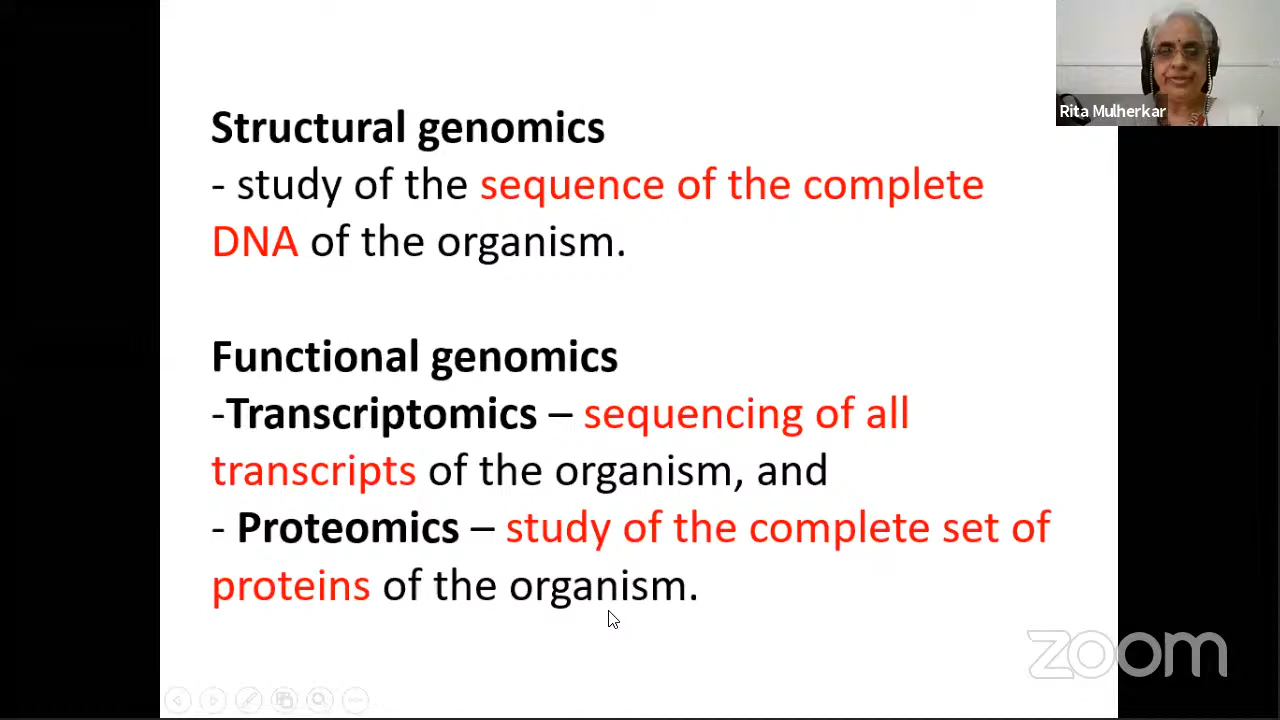 Structural genomics
- study of the sequence of the complete
DNA of the organism.
Functional genomics
-Transcriptomics – sequencing of all
transcripts of the organism, and
- Proteomics – study of the complete set of
proteins of the organism.
Rita Mulherkar
zoom